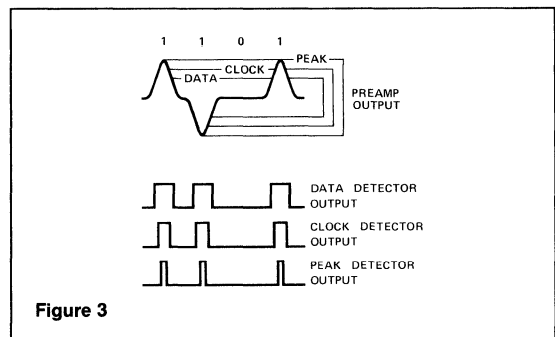 1 1 0 1
PEAK
CLOCK
DATA
PREAMP
OUTPUT
DATA DETECTOR
OUTPUT
CLOCK DETECTOR
OUTPUT
PEAK DETECTOR
OUTPUT
Figure 3